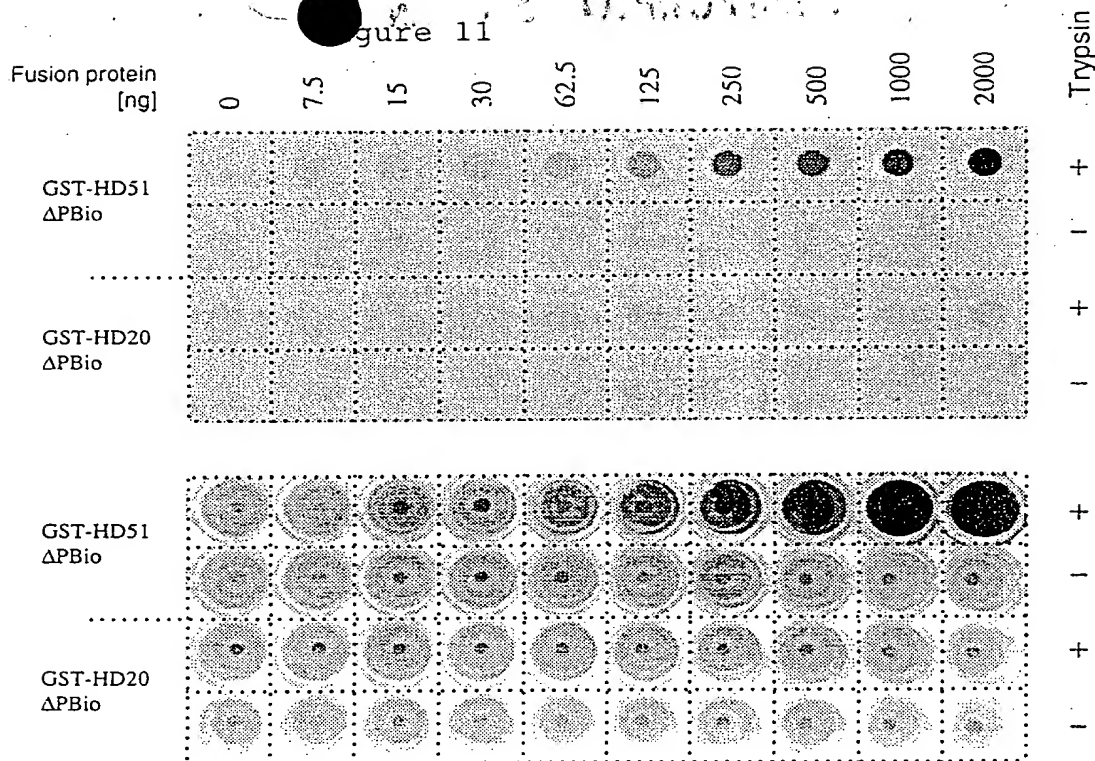 gure 11
Fusion protein
[ng]
0 7.5 15 30 62.5 125 250 500 1000 2000 Trypsin
GST-HD51
ΔPBio
+
−
GST-HD20
ΔPBio
+
−
GST-HD51
ΔPBio
+
−
GST-HD20
ΔPBio
+
−